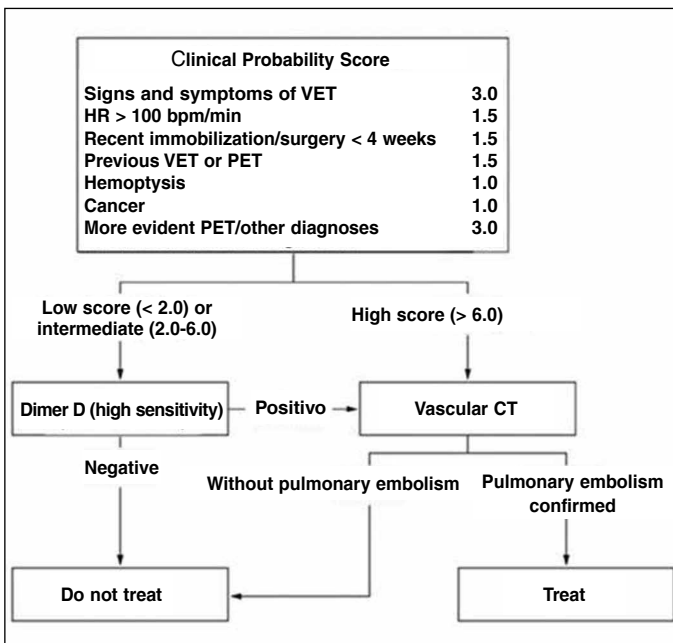 Clinical Probability Score
Signs and symptoms of VET 3.0
HR > 100 bpm/min 1.5
Recent immobilization/surgery < 4 weeks 1.5
Previous VET or PET 1.5
Hemoptysis 1.0
Cancer 1.0
More evident PET/other diagnoses 3.0
Low score (< 2.0) or
intermediate (2.0-6.0)
High score (> 6.0)
Dimer D (high sensitivity)
Positivo
Vascular CT
Negative
Without pulmonary embolism
Pulmonary embolism
confirmed
Do not treat
Treat